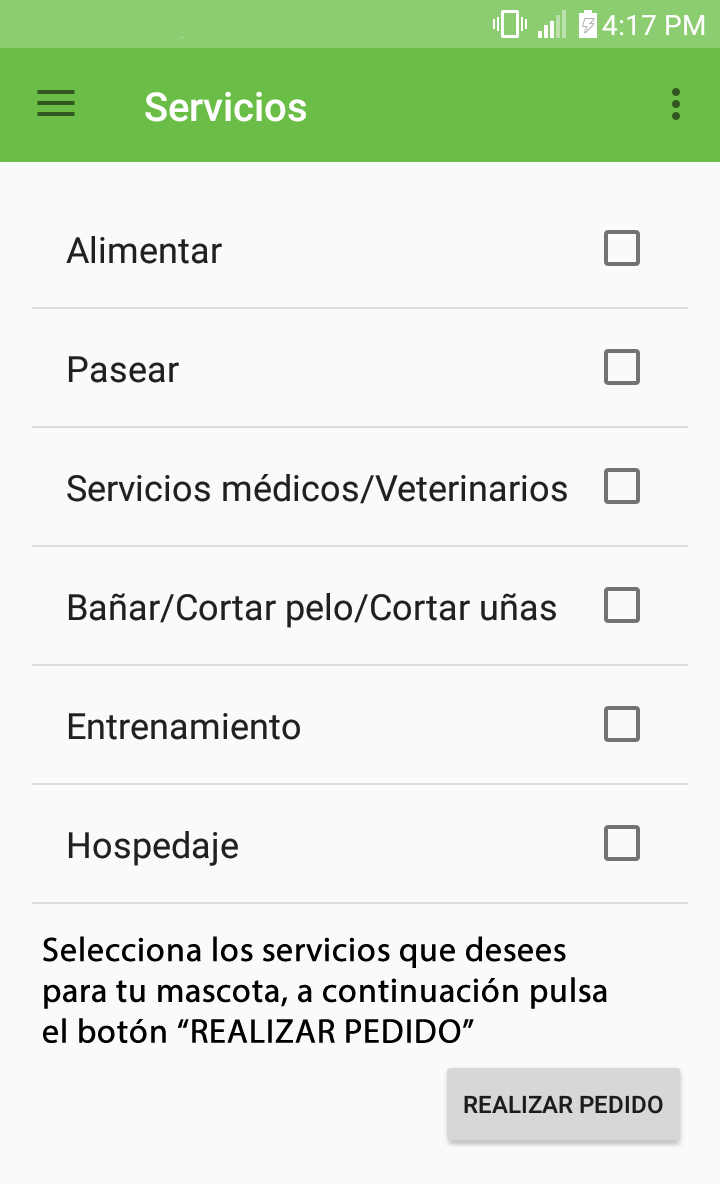 4:17 PM
Servicios
Alimentar
Pasear
Servicios médicos/Veterinarios
Bañar/Cortar pelo/Cortar uñas
Entrenamiento
Hospedaje
Selecciona los servicios que desees
para tu mascota, a continuación pulsa
el botón “REALIZAR PEDIDO”
REALIZAR PEDIDO